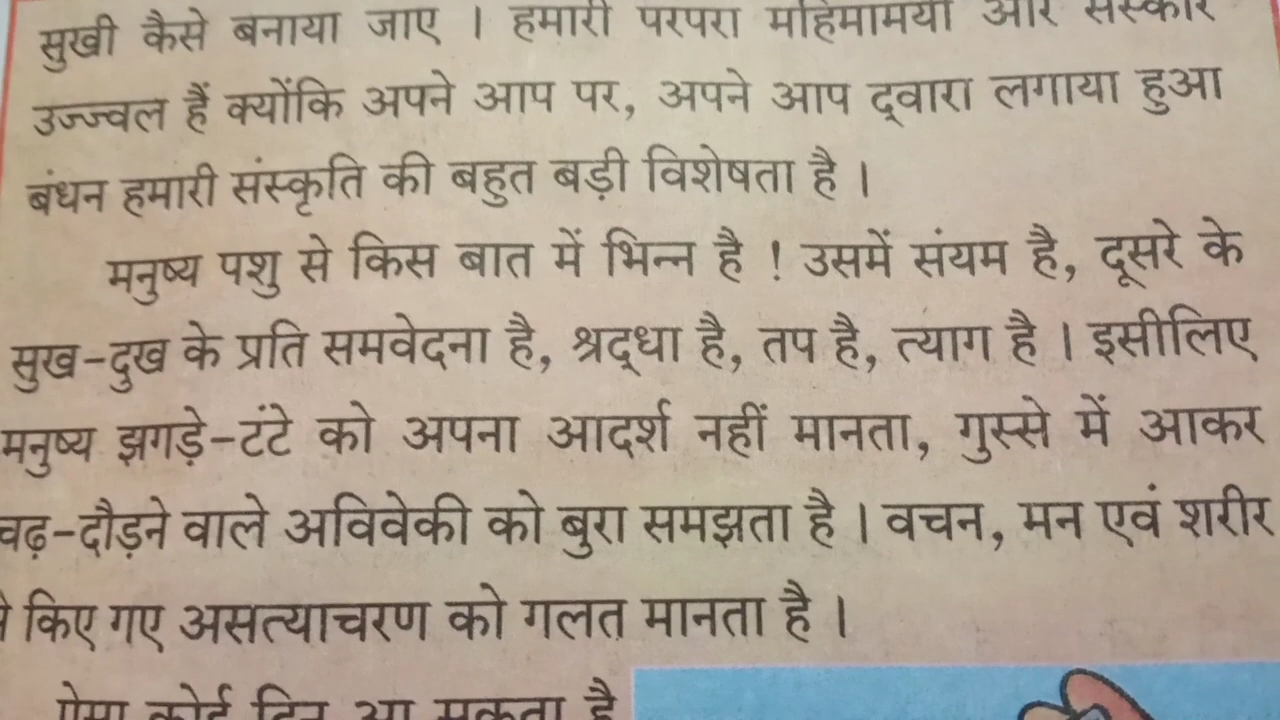 सुखी कैसे बनाया जाए । हमारी परंपरा महिमामयी और संस्कार
उज्ज्वल हैं क्योंकि अपने आप पर, अपने आप द्वारा लगाया हुआ
बंधन हमारी संस्कृति की बहुत बड़ी विशेषता है ।
मनुष्य पशु से किस बात में भिन्न है ! उसमें संयम है, दूसरे के
सुख-दुख के प्रति समवेदना है, श्रद्धा है, तप है, त्याग है । इसीलिए
मनुष्य झगड़े-टंटे को अपना आदर्श नहीं मानता, गुस्से में आकर
चढ़-दौड़ने वाले अविवेकी को बुरा समझता है । वचन, मन एवं शरीर
से किए गए असत्याचरण को गलत मानता है ।
ऐसा कोई दिन आ सकता है